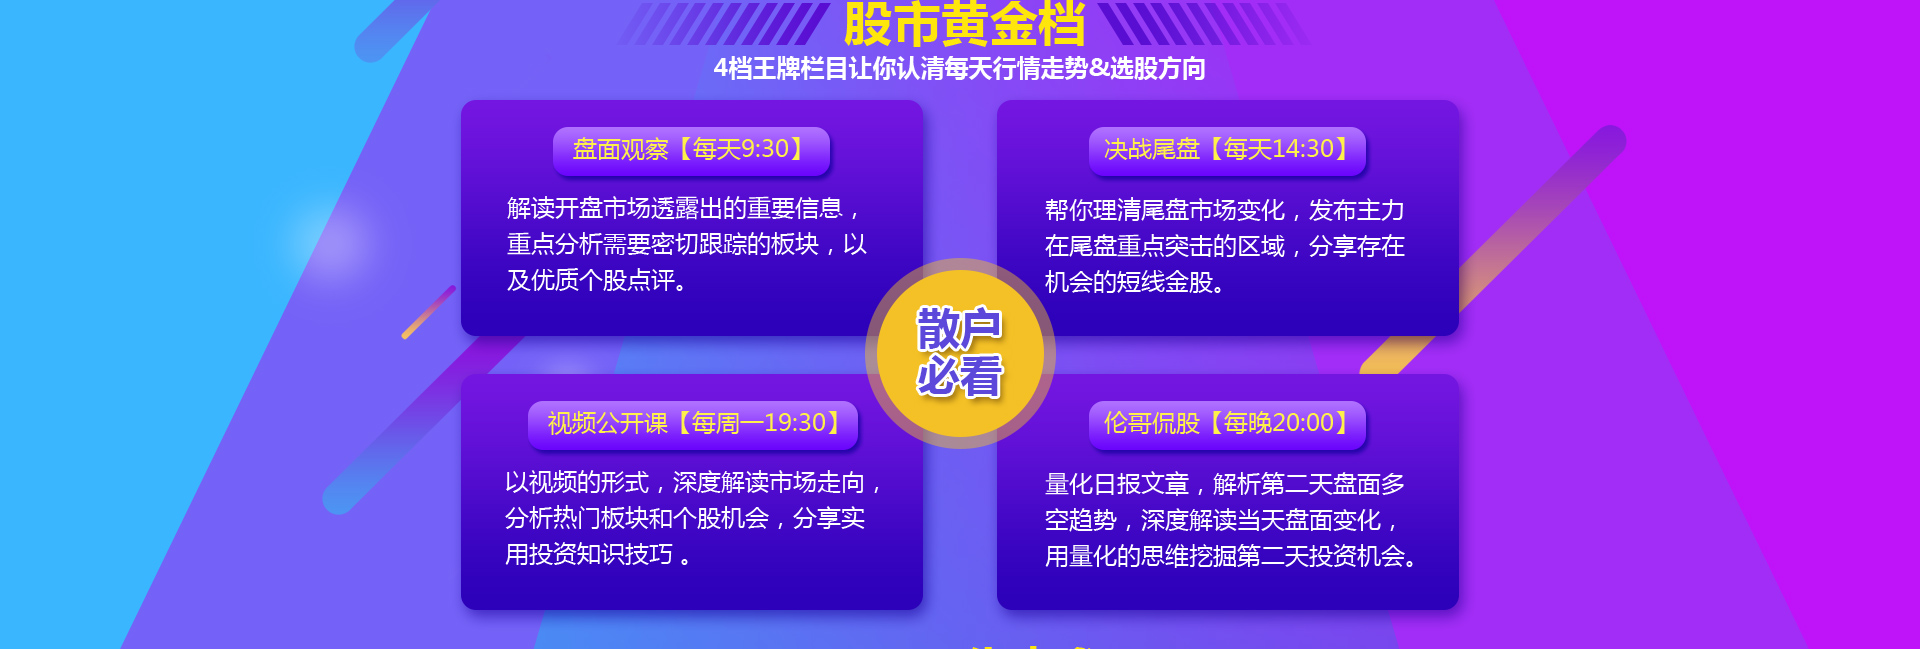 股市黄金档
4档王牌栏目让你认清每天行情走势&选股方向
盘面观察【每天9:30】
解读开盘市场透露出的重要信息，
重点分析需要密切跟踪的板块，以
及优质个股点评。
决战尾盘【每天14:30】
帮你理清尾盘市场变化，发布主力
在尾盘重点突击的区域，分享存在
机会的短线金股。
散户
必看
视频公开课【每周一19:30】
以视频的形式，深度解读市场走向，
分析热门板块和个股机会，分享实
用投资知识技巧 。
伦哥侃股【每晚20:00】
量化日报文章，解析第二天盘面多
空趋势，深度解读当天盘面变化，
用量化的思维挖掘第二天投资机会。